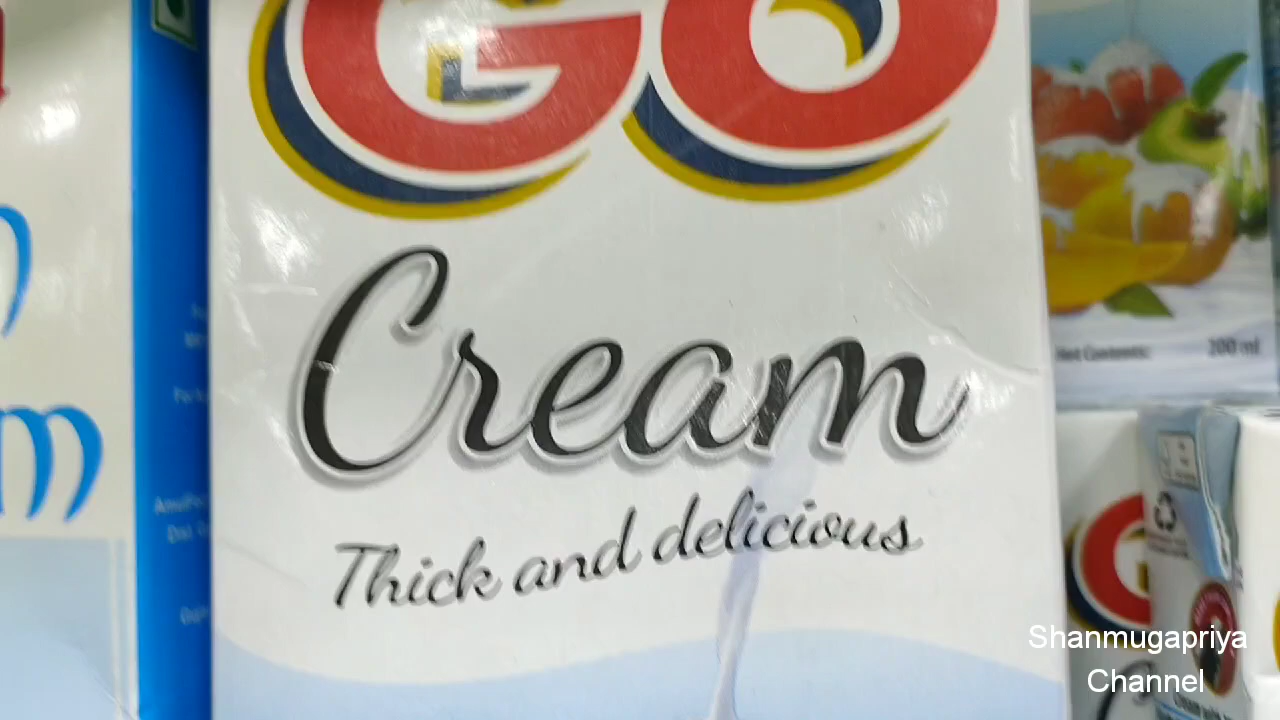 GO
Cream
Thick and delicious
Net Contents: 200 ml
Shanmugapriya
Channel